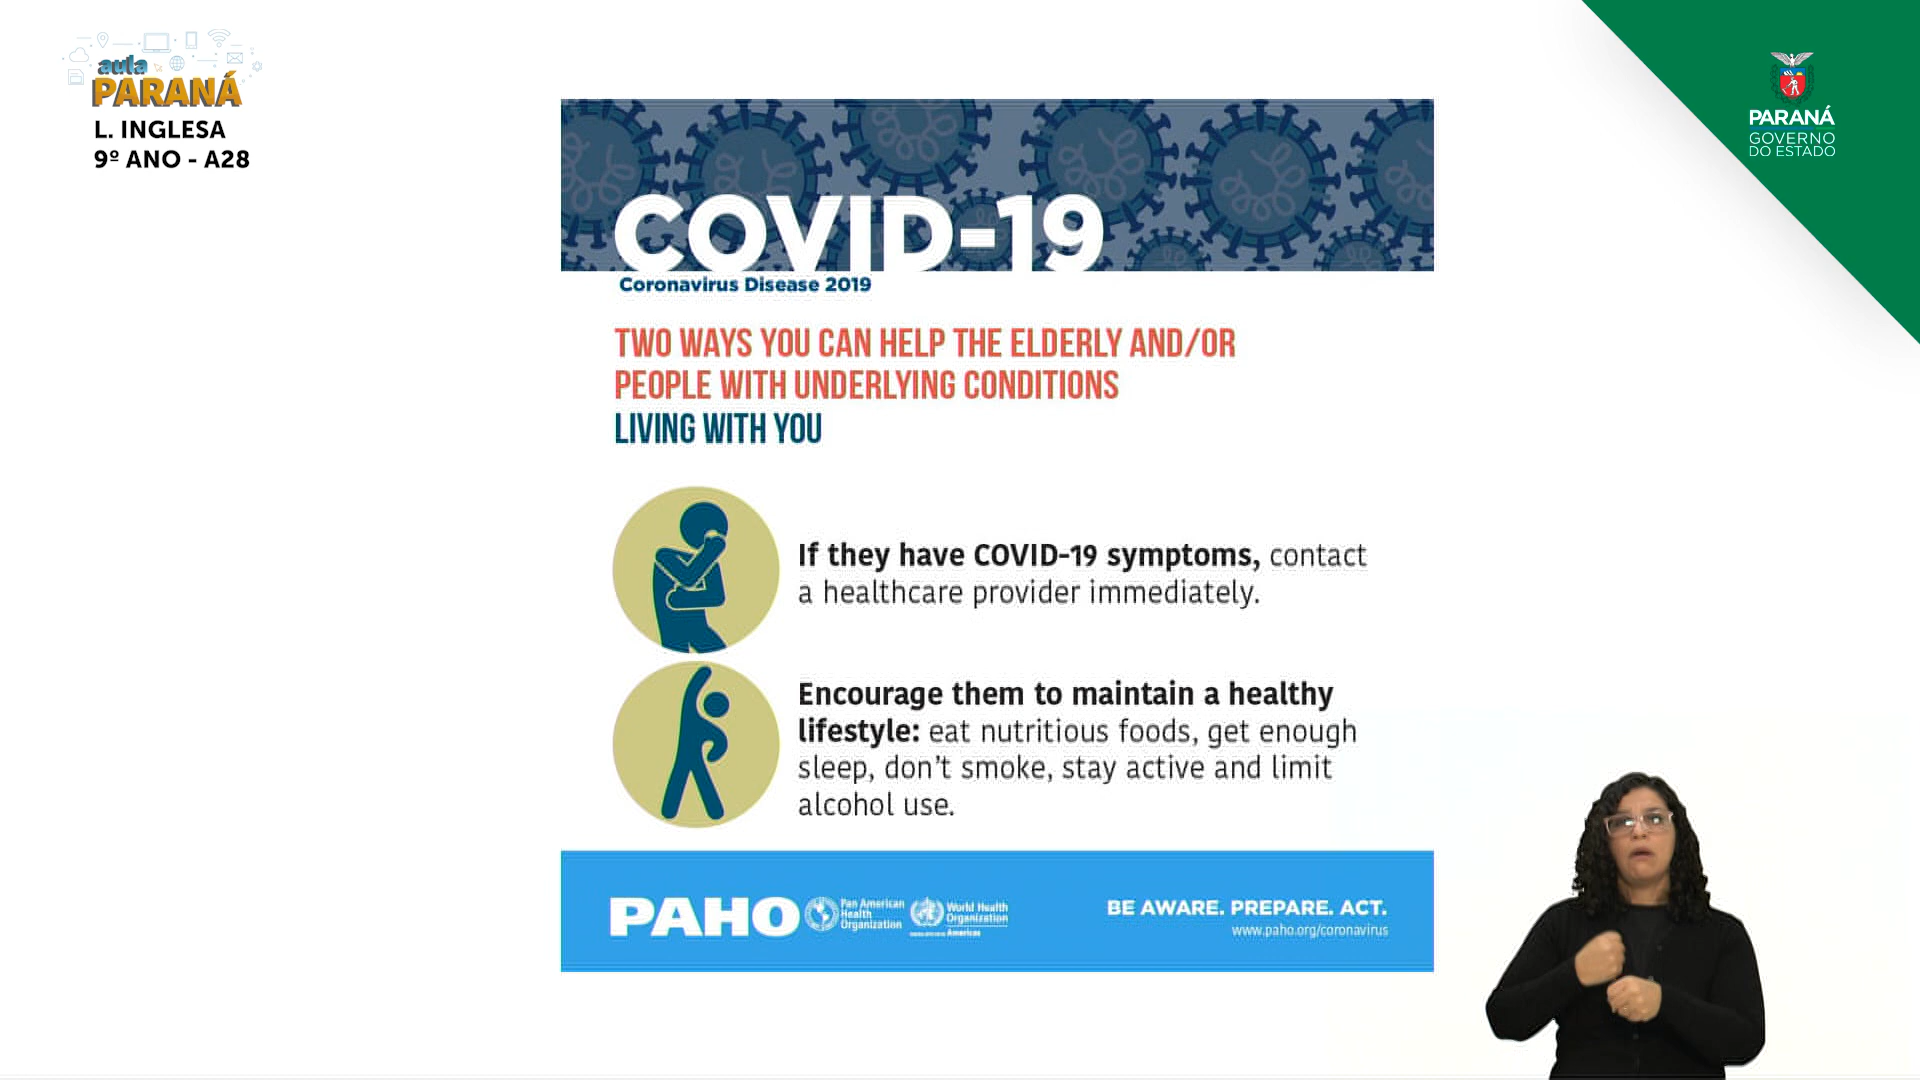 aula
PARANÁ
L. INGLESA
9º ANO - A28
PARANÁ
GOVERNO
DO ESTADO
COVID-19
Coronavirus Disease 2019
TWO WAYS YOU CAN HELP THE ELDERLY AND/OR
PEOPLE WITH UNDERLYING CONDITIONS
LIVING WITH YOU
If they have COVID-19 symptoms, contact
a healthcare provider immediately.
Encourage them to maintain a healthy
lifestyle: eat nutritious foods, get enough
sleep, don't smoke, stay active and limit
alcohol use.
PAHO
Pan American
Health
Organization
World Health
Organization
Americas
BE AWARE. PREPARE. ACT.
www.paho.org/coronavirus